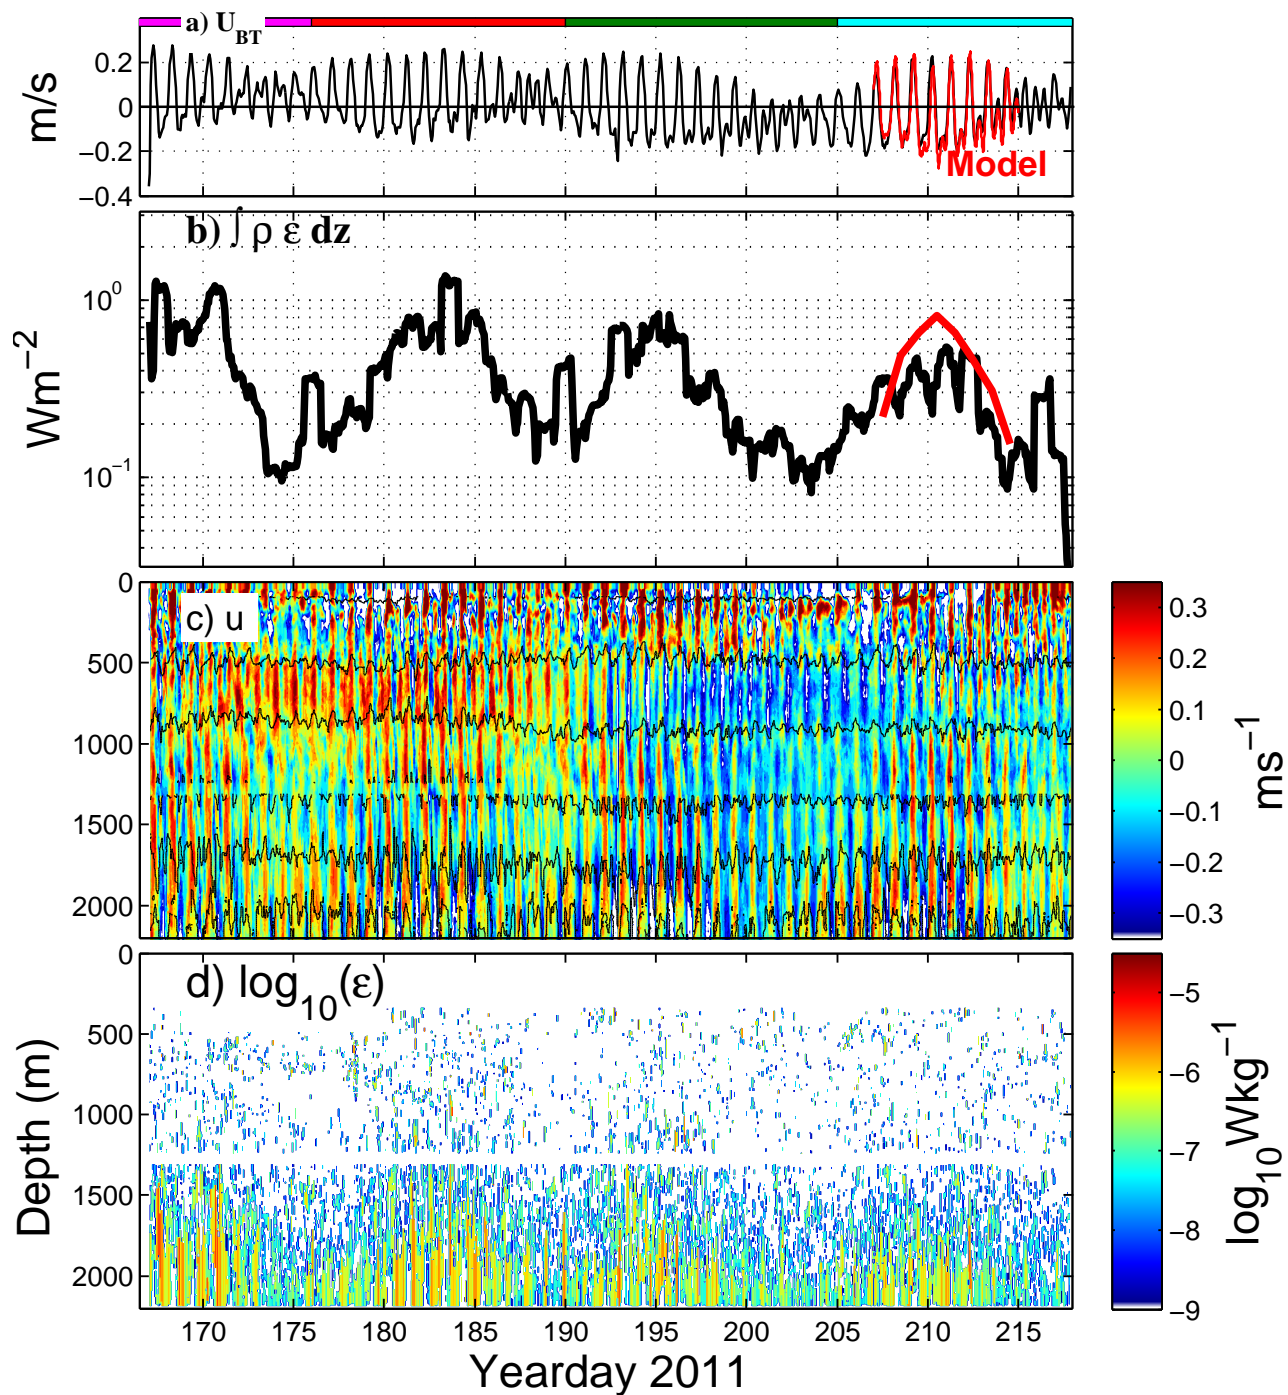 a) U_BT
m/s
0.2
0
−0.2
−0.4
Model
b) ∫ ρ ε dz
Wm⁻²
10⁰
10⁻¹
c) u
0
500
1000
1500
2000
0.3
0.2
0.1
0
−0.1
−0.2
−0.3
ms⁻¹
d) log₁₀(ε)
Depth (m)
0
500
1000
1500
2000
−5
−6
−7
−8
−9
log₁₀ Wkg⁻¹
170 175 180 185 190 195 200 205 210 215
Yearday 2011